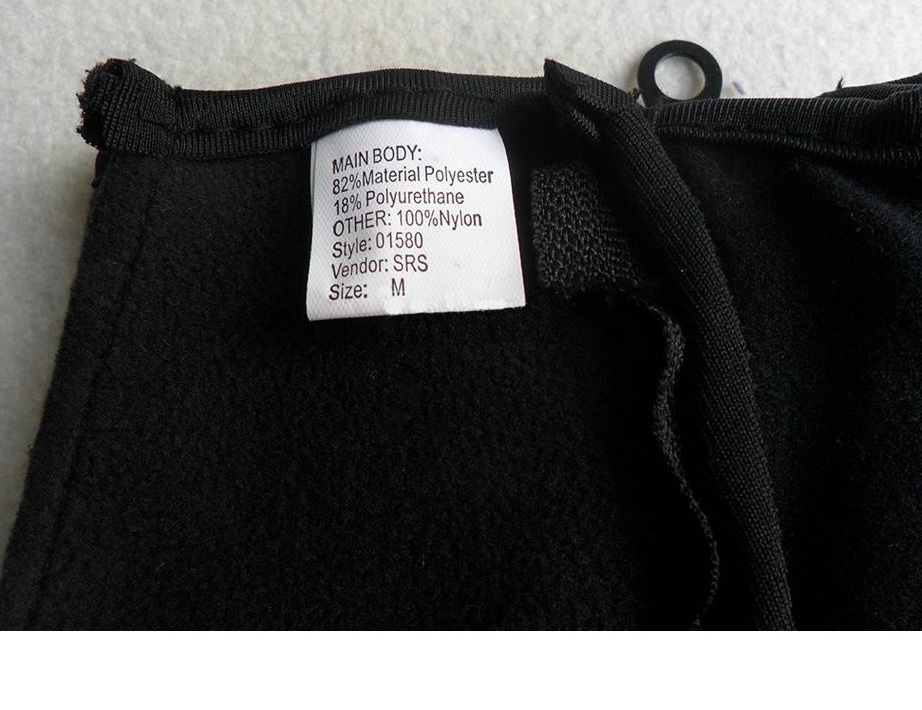 MAIN BODY:
82%Material Polyester
18% Polyurethane
OTHER: 100%Nylon
Style: 01580
Vendor: SRS
Size: M